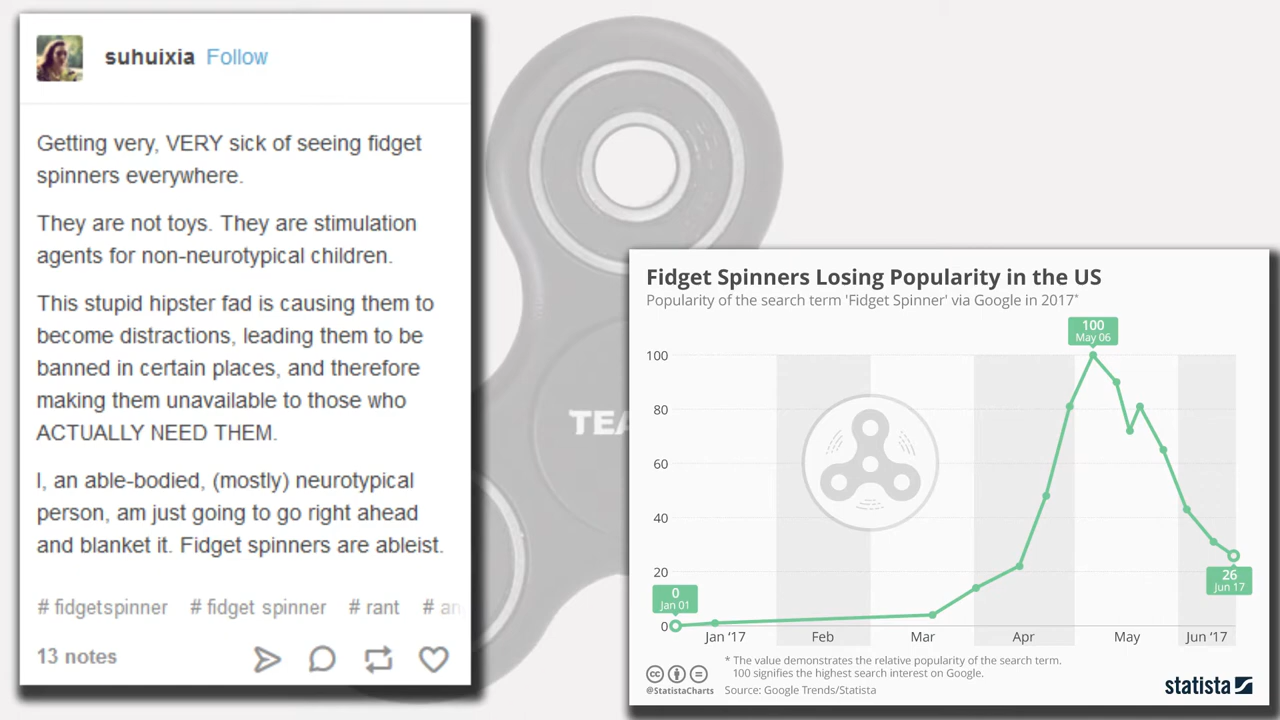 suhuixia Follow
Getting very, VERY sick of seeing fidget
spinners everywhere.
They are not toys. They are stimulation
agents for non-neurotypical children.
This stupid hipster fad is causing them to
become distractions, leading them to be
banned in certain places, and therefore
making them unavailable to those who
ACTUALLY NEED THEM.
I, an able-bodied, (mostly) neurotypical
person, am just going to go right ahead
and blanket it. Fidget spinners are ableist.
# fidgetspinner # fidget spinner # rant # an
13 notes
TEA
Fidget Spinners Losing Popularity in the US
Popularity of the search term 'Fidget Spinner' via Google in 2017*
100
May 06
100
80
60
40
20
0
0
Jan 01
26
Jun 17
Jan '17 Feb Mar Apr May Jun '17
* The value demonstrates the relative popularity of the search term.
100 signifies the highest search interest on Google.
@StatistaCharts Source: Google Trends/Statista
statista